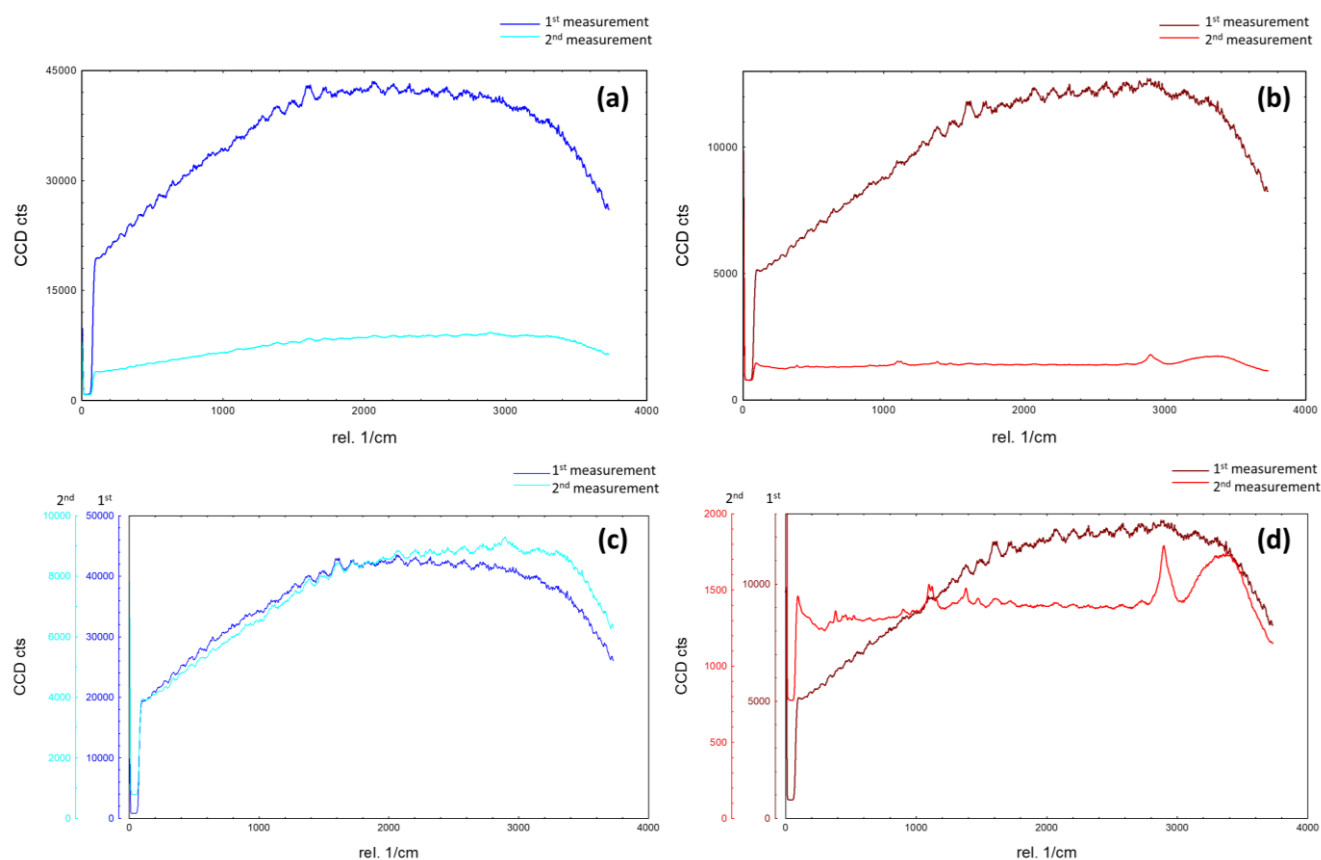 1st measurement
2nd measurement
1st measurement
2nd measurement
45000
30000
15000
0
CCD cts
(a)
0 1000 2000 3000 4000
rel. 1/cm
10000
5000
0
CCD cts
(b)
0 1000 2000 3000 4000
rel. 1/cm
1st measurement
2nd measurement
1st measurement
2nd measurement
2nd 1st
10000 50000
8000 40000
6000 30000
4000 20000
2000 10000
0 0
CCD cts
(c)
0 1000 2000 3000 4000
rel. 1/cm
2nd 1st
2000
1500
10000
1000
5000
500
0 0
CCD cts
(d)
0 1000 2000 3000 4000
rel. 1/cm